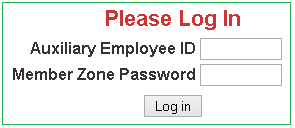 Please Log In
Auxiliary Employee ID
Member Zone Password
Log in